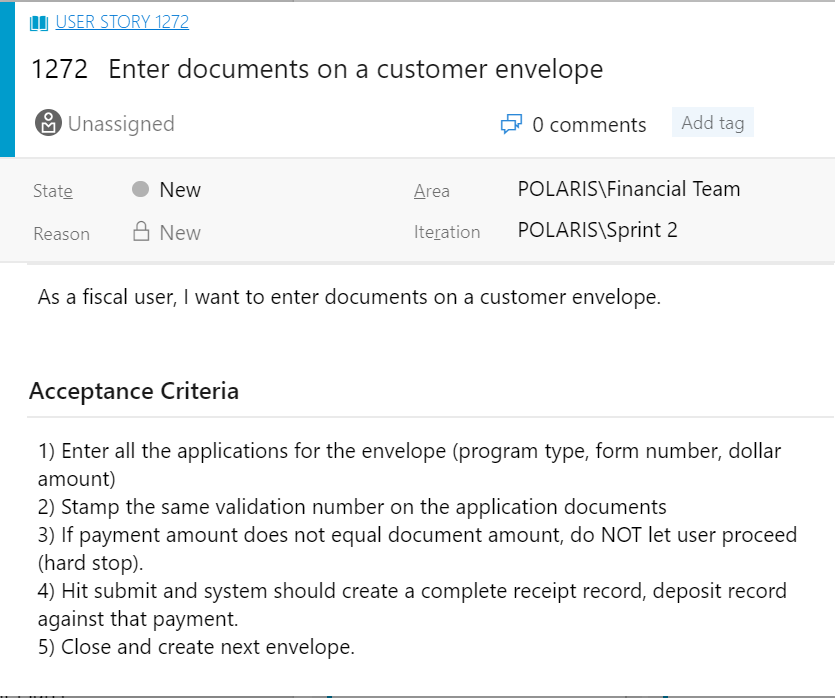 USER STORY 1272
1272 Enter documents on a customer envelope
Unassigned
0 comments
Add tag
State
New
Area
POLARIS\Financial Team
Reason
New
Iteration
POLARIS\Sprint 2
As a fiscal user, I want to enter documents on a customer envelope.
Acceptance Criteria
1) Enter all the applications for the envelope (program type, form number, dollar
amount)
2) Stamp the same validation number on the application documents
3) If payment amount does not equal document amount, do NOT let user proceed
(hard stop).
4) Hit submit and system should create a complete receipt record, deposit record
against that payment.
5) Close and create next envelope.